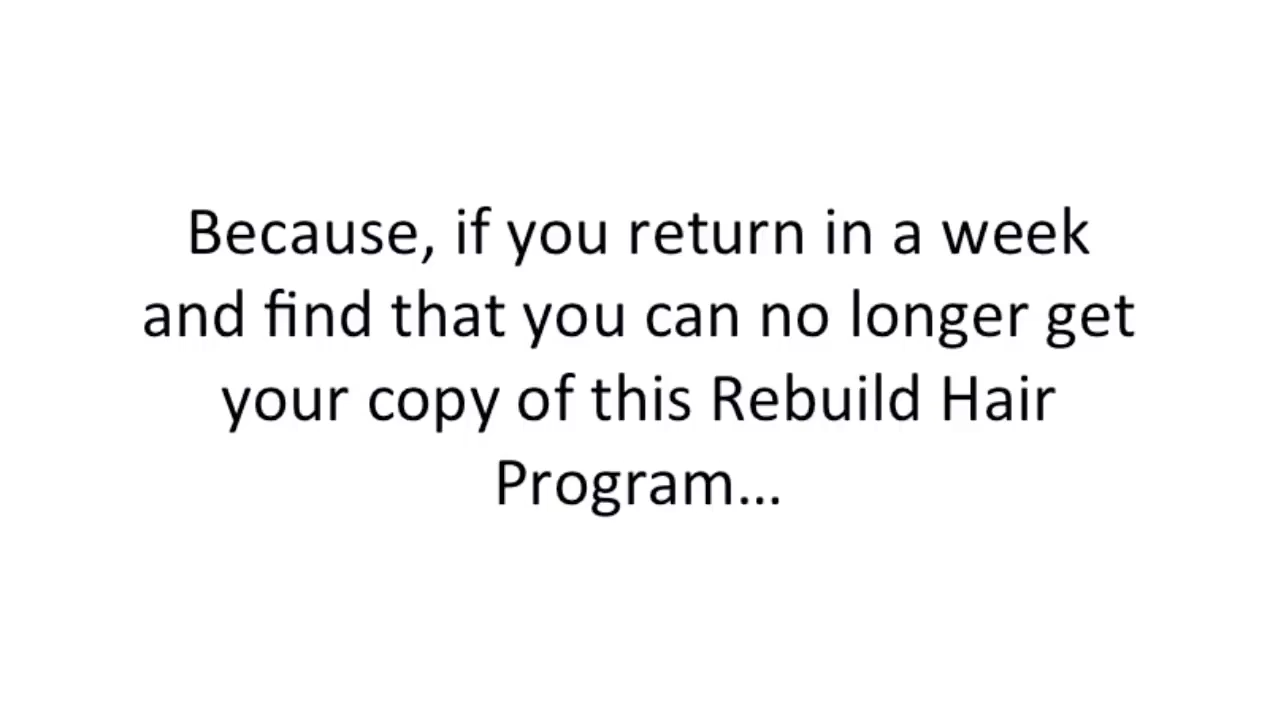 Because, if you return in a week
and find that you can no longer get
your copy of this Rebuild Hair
Program...